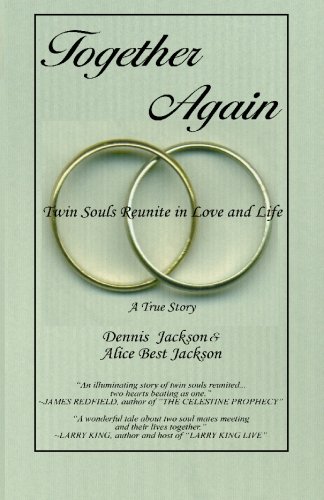 Together
Again
Twin Souls Reunite in Love and Life
A True Story
Dennis Jackson &
Alice Best Jackson
"An illuminating story of twin souls reunited...
two hearts beating as one."
~JAMES REDFIELD, author of "THE CELESTINE PROPHECY"
"A wonderful tale about two soul mates meeting
and their lives together."
~LARRY KING, author and host of "LARRY KING LIVE"